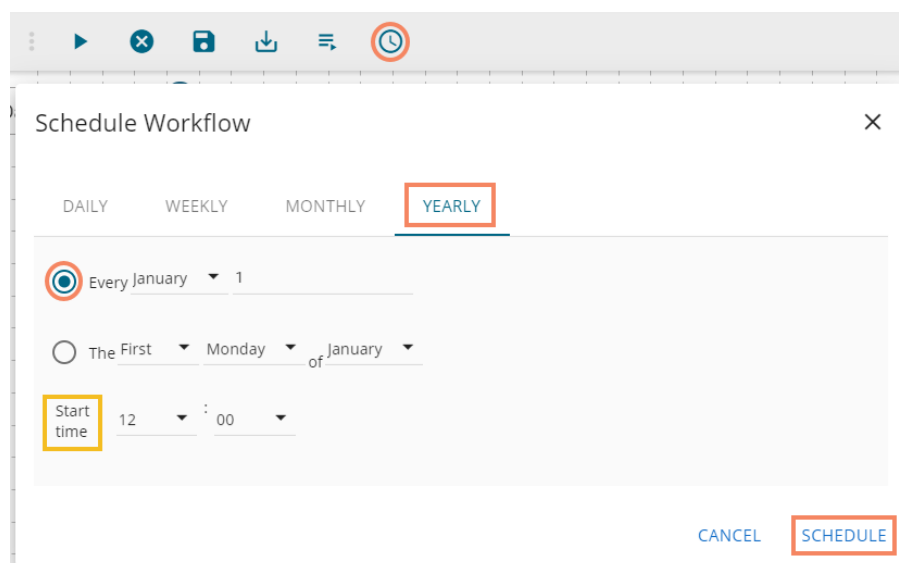 Schedule Workflow
DAILY WEEKLY MONTHLY YEARLY
Every January 1
The First Monday of January
Start
time 12 : 00
CANCEL SCHEDULE